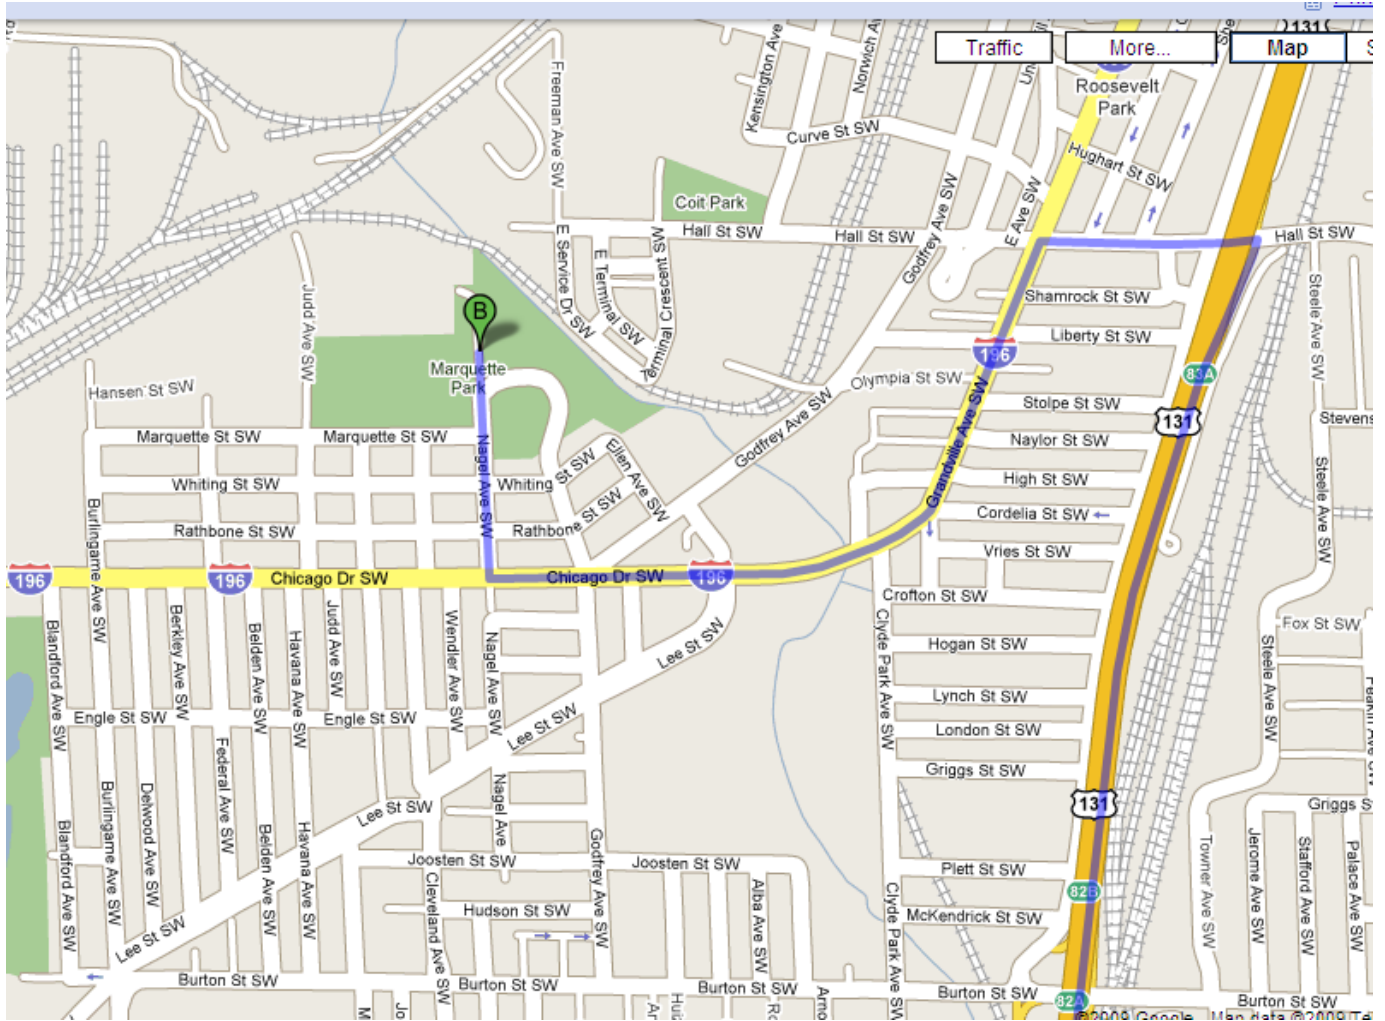 Traffic
More...
Map
131
Roosevelt
Park
Freeman Ave SW
Kensington Ave
Norwich
Curve St SW
Hughart St SW
Coit Park
Hall St SW
Hall St SW
Hall St SW
E Ave SW
Godfrey Ave SW
E Service Dr SW
E Terminal SW
Terminal Crescent SW
Judd Ave SW
Shamrock St SW
Steele Ave SW
B
Liberty St SW
196
Marquette
Park
Olympia St SW
83A
Hansen St SW
Stolpe St SW
131
Stevens
Marquette St SW
Marquette St SW
Nagel Ave SW
Godfrey Ave SW
Grandville Ave SW
Naylor St SW
Whiting St SW
Whiting St SW
Ellen Ave SW
High St SW
Steele Ave SW
Burlingame Ave SW
Rathbone St SW
Rathbone St SW
Cordelia St SW
Vries St SW
196
196
Chicago Dr SW
Chicago Dr SW
196
Crofton St SW
Blandford Ave SW
Berkley Ave SW
Belden Ave SW
Havana Ave SW
Judd Ave SW
Wendler Ave SW
Nagel Ave SW
Lee St SW
Clyde Park Ave SW
Hogan St SW
Fox St SW
Steele Ave SW
Lynch St SW
Engle St SW
Engle St SW
Lee St SW
London St SW
Federal Ave SW
Griggs St SW
Burlingame Ave SW
Delwood Ave SW
Nagel Ave
131
Griggs S
Lee St SW
Blandford Ave SW
Belden Ave SW
Havana Ave SW
Godfrey Ave SW
Towner Ave SW
Jerome Ave SW
Stafford Ave SW
Palace Ave SW
Joosten St SW
Joosten St SW
Plett St SW
Cleveland Ave SW
Alba Ave SW
Clyde Park Ave SW
82B
Hudson St SW
McKendrick St SW
Lee St SW
Burton St SW
Burton St SW
Burton St SW
82A
Burton St SW
©2009 Google - Map data ©2009 Te